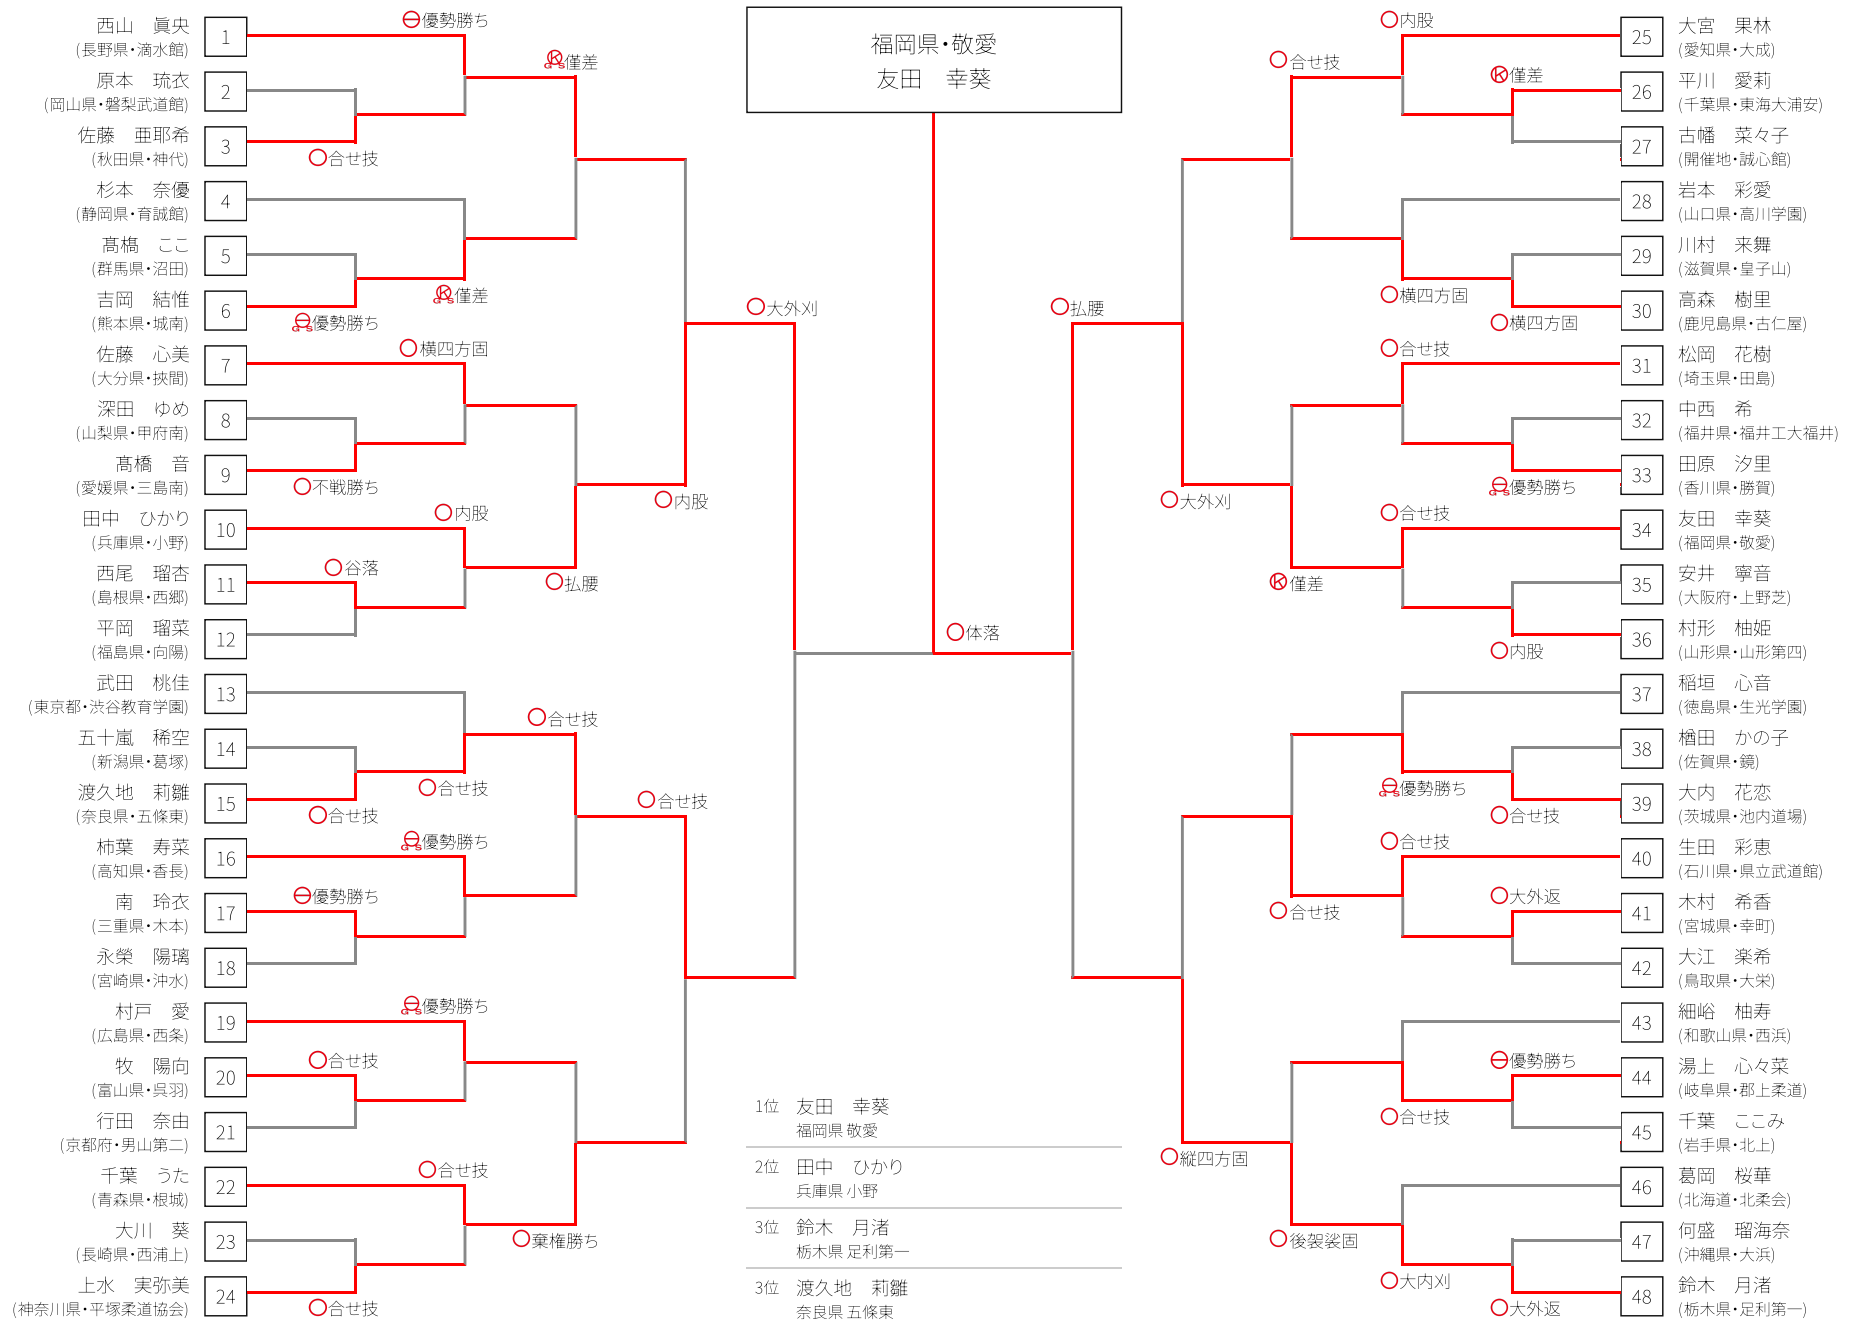 福岡県・敬愛
友田　幸葵
西山　眞央
(長野県・滴水館)
1
原本　琉衣
(岡山県・磐梨武道館)
2
佐藤　亜耶希
(秋田県・神代)
3
杉本　奈優
(静岡県・育誠館)
4
髙橋　ここ
(群馬県・沼田)
5
吉岡　結惟
(熊本県・城南)
6
佐藤　心美
(大分県・挾間)
7
深田　ゆめ
(山梨県・甲府南)
8
髙橋　音
(愛媛県・三島南)
9
田中　ひかり
(兵庫県・小野)
10
西尾　瑠杏
(島根県・西郷)
11
平岡　瑠菜
(福島県・向陽)
12
武田　桃佳
(東京都・渋谷教育学園)
13
五十嵐　稀空
(新潟県・葛塚)
14
渡久地　莉雛
(奈良県・五條東)
15
柿葉　寿菜
(高知県・香長)
16
南　玲衣
(三重県・木本)
17
永榮　陽璃
(宮崎県・沖水)
18
村戸　愛
(広島県・西条)
19
牧　陽向
(富山県・呉羽)
20
行田　奈由
(京都府・男山第二)
21
千葉　うた
(青森県・根城)
22
大川　葵
(長崎県・西浦上)
23
上水　実弥美
(神奈川県・平塚柔道協会)
24
優勢勝ち
僅差
合せ技
僅差
優勢勝ち
大外刈
横四方固
不戦勝ち
内股
内股
谷落
払腰
合せ技
合せ技
合せ技
合せ技
優勢勝ち
優勢勝ち
優勢勝ち
合せ技
合せ技
棄権勝ち
合せ技
体落
内股
合せ技
僅差
払腰
横四方固
横四方固
合せ技
優勢勝ち
大外刈
合せ技
僅差
内股
優勢勝ち
合せ技
合せ技
大外返
合せ技
優勢勝ち
合せ技
縦四方固
後袈裟固
大内刈
大外返
25
大宮　果林
(愛知県・大成)
26
平川　愛莉
(千葉県・東海大浦安)
27
古幡　菜々子
(開催地・誠心館)
28
岩本　彩愛
(山口県・高川学園)
29
川村　来舞
(滋賀県・皇子山)
30
高森　樹里
(鹿児島県・古仁屋)
31
松岡　花樹
(埼玉県・田島)
32
中西　希
(福井県・福井工大福井)
33
田原　汐里
(香川県・勝賀)
34
友田　幸葵
(福岡県・敬愛)
35
安井　寧音
(大阪府・上野芝)
36
村形　柚姫
(山形県・山形第四)
37
稲垣　心音
(徳島県・生光学園)
38
楢田　かの子
(佐賀県・鏡)
39
大内　花恋
(茨城県・池内道場)
40
生田　彩恵
(石川県・県立武道館)
41
木村　希香
(宮城県・幸町)
42
大江　楽希
(鳥取県・大栄)
43
細峪　柚寿
(和歌山県・西浜)
44
湯上　心々菜
(岐阜県・郡上柔道)
45
千葉　ここみ
(岩手県・北上)
46
葛岡　桜華
(北海道・北柔会)
47
何盛　瑠海奈
(沖縄県・大浜)
48
鈴木　月渚
(栃木県・足利第一)
1位　友田　幸葵
福岡県 敬愛
2位　田中　ひかり
兵庫県 小野
3位　鈴木　月渚
栃木県 足利第一
3位　渡久地　莉雛
奈良県 五條東